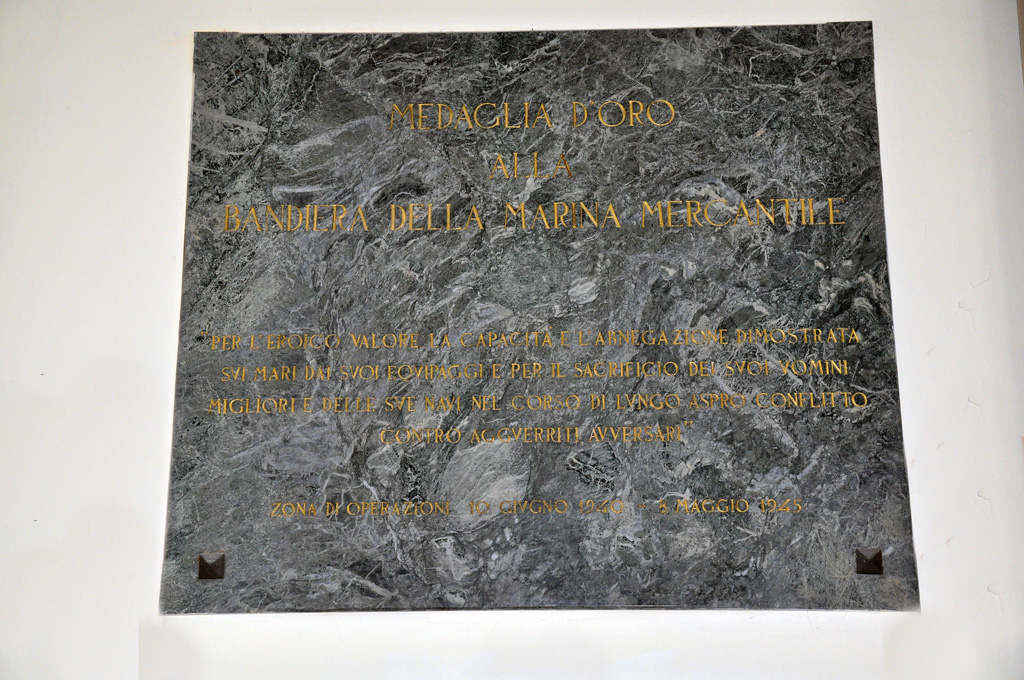 MEDAGLIA D'ORO
ALLA
BANDIERA DELLA MARINA MERCANTILE
"PER L'EROICO VALORE LA CAPACITÀ E L'ABNEGAZIONE DIMOSTRATA
SVI MARI DAI SVOI EQVIPAGGI E PER IL SACRIFICIO DEI SVOI VOMINI
MIGLIORI E DELLE SVE NAVI NEL CORSO DI LVNGO ASPRO CONFLITTO
CONTRO AGGVERRITI AVVERSARI"
ZONA DI OPERAZIONI 10 GIVGNO 1940 - 8 MAGGIO 1945